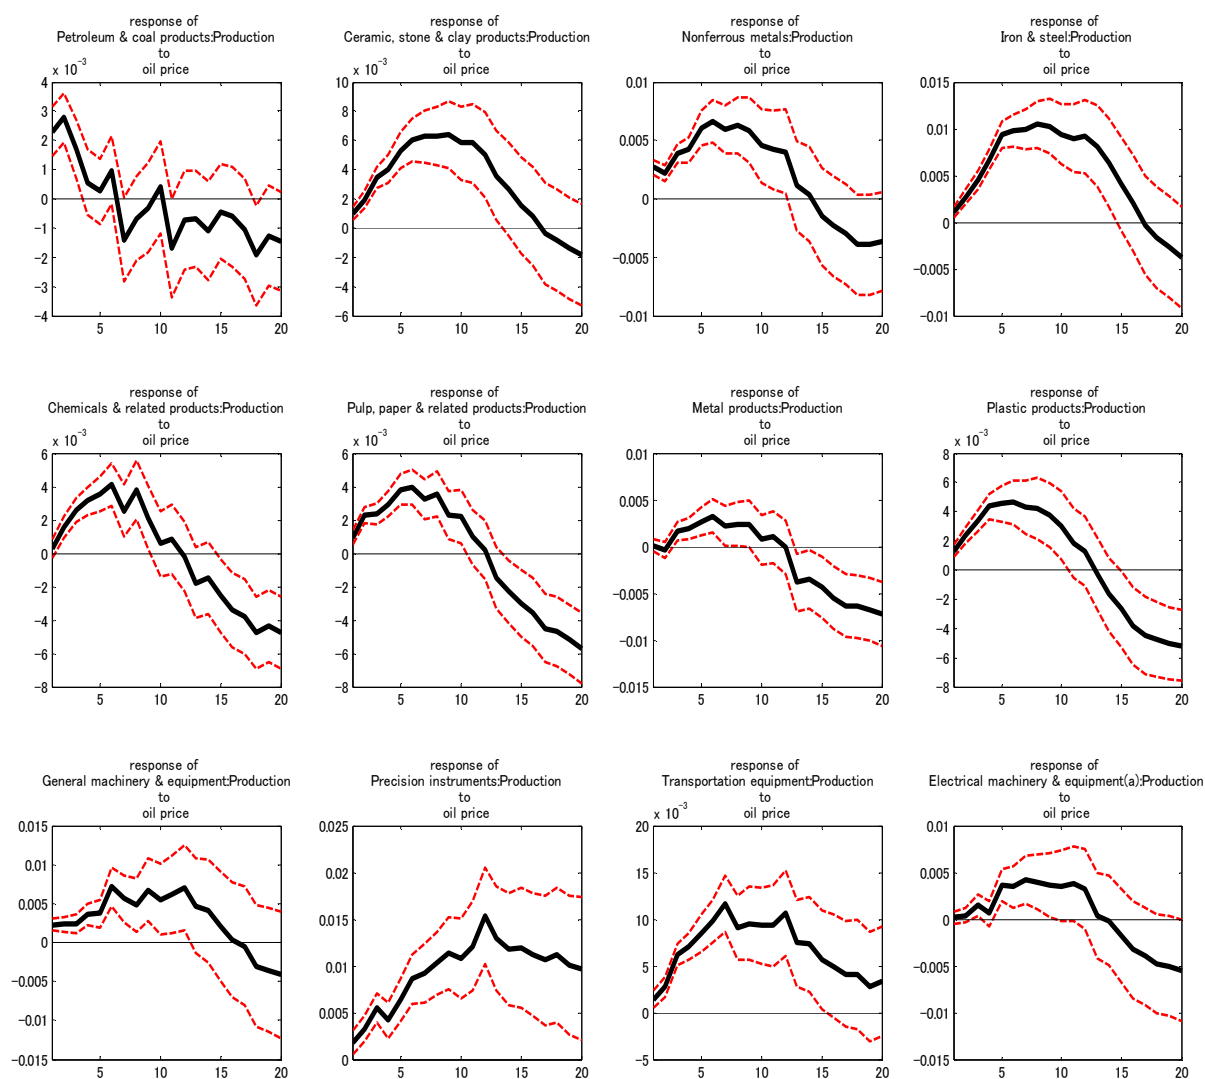 response of
Petroleum & coal products:Production
to
oil price
x 10^-3
4
3
2
1
0
−1
−2
−3
−4
5
10
15
20
response of
Ceramic, stone & clay products:Production
to
oil price
x 10^-3
10
8
6
4
2
0
−2
−4
−6
5
10
15
20
response of
Nonferrous metals:Production
to
oil price
0.01
0.005
0
−0.005
−0.01
5
10
15
20
response of
Iron & steel:Production
to
oil price
0.015
0.01
0.005
0
−0.005
−0.01
5
10
15
20
response of
Chemicals & related products:Production
to
oil price
x 10^-3
6
4
2
0
−2
−4
−6
−8
5
10
15
20
response of
Pulp, paper & related products:Production
to
oil price
x 10^-3
6
4
2
0
−2
−4
−6
−8
5
10
15
20
response of
Metal products:Production
to
oil price
0.01
0.005
0
−0.005
−0.01
−0.015
5
10
15
20
response of
Plastic products:Production
to
oil price
x 10^-3
8
6
4
2
0
−2
−4
−6
−8
5
10
15
20
response of
General machinery & equipment:Production
to
oil price
0.015
0.01
0.005
0
−0.005
−0.01
−0.015
5
10
15
20
response of
Precision instruments:Production
to
oil price
0.025
0.02
0.015
0.01
0.005
0
5
10
15
20
response of
Transportation equipment:Production
to
oil price
x 10^-3
20
15
10
5
0
−5
5
10
15
20
response of
Electrical machinery & equipment(a):Production
to
oil price
0.01
0.005
0
−0.005
−0.01
−0.015
5
10
15
20